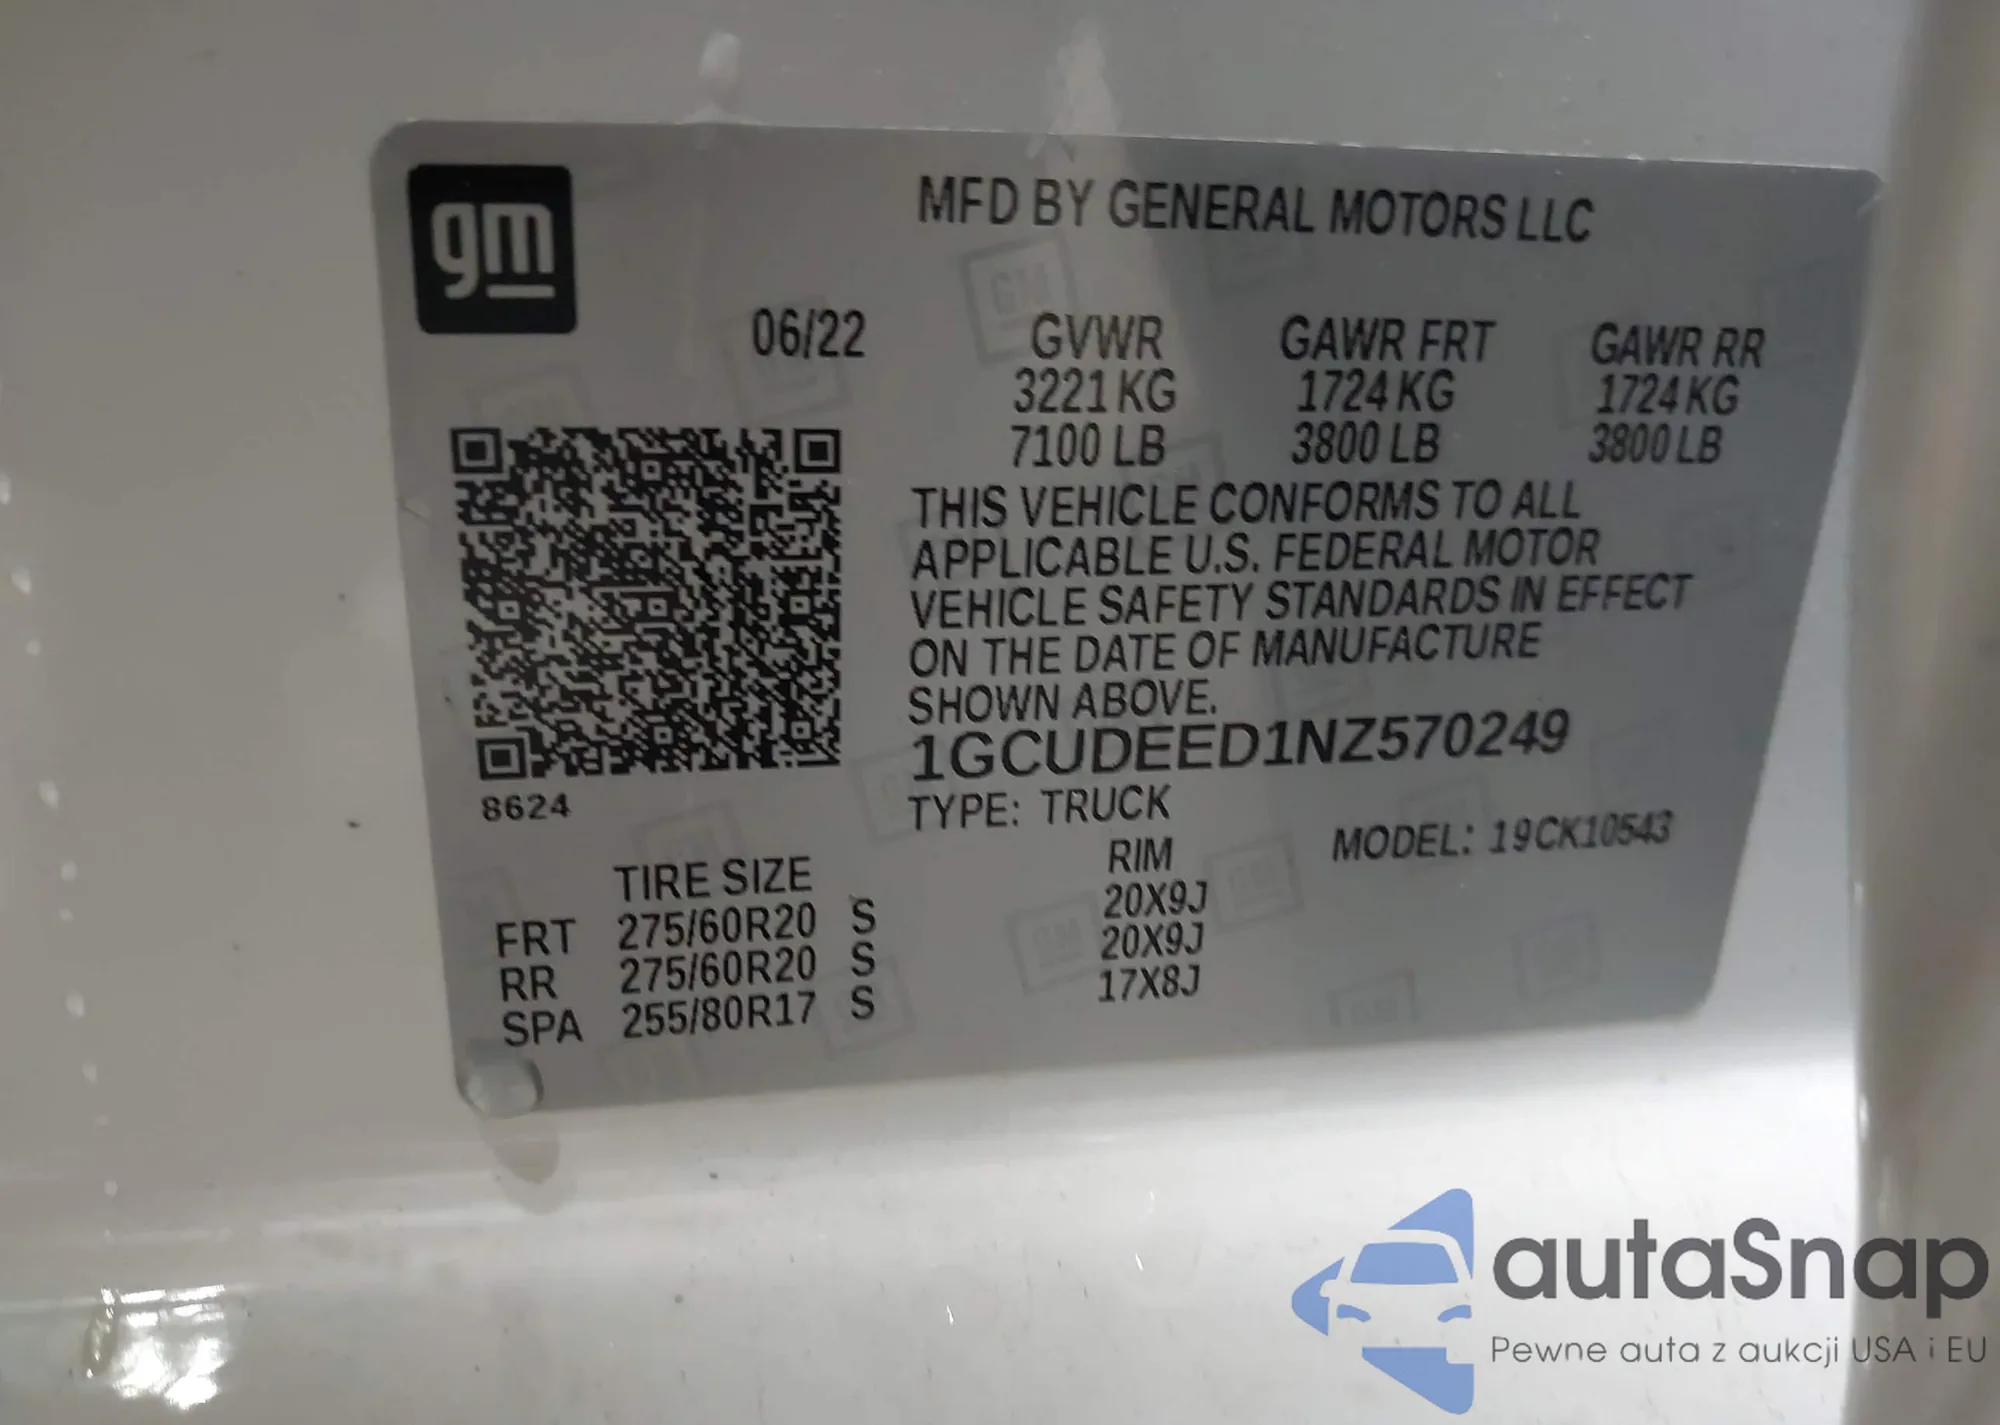 gm
MFD BY GENERAL MOTORS LLC
06/22 GVWR GAWR FRT GAWR RR
3221 KG 1724 KG 1724 KG
7100 LB 3800 LB 3800 LB
THIS VEHICLE CONFORMS TO ALL
APPLICABLE U.S. FEDERAL MOTOR
VEHICLE SAFETY STANDARDS IN EFFECT
ON THE DATE OF MANUFACTURE
SHOWN ABOVE.
1GCUDEED1NZ570249
8624
TYPE: TRUCK MODEL: 19CK10543
TIRE SIZE RIM
FRT 275/60R20 S 20X9J
RR 275/60R20 S 20X9J
SPA 255/80R17 S 17X8J
autaSnap
Pewne auta z aukcji USA i EU